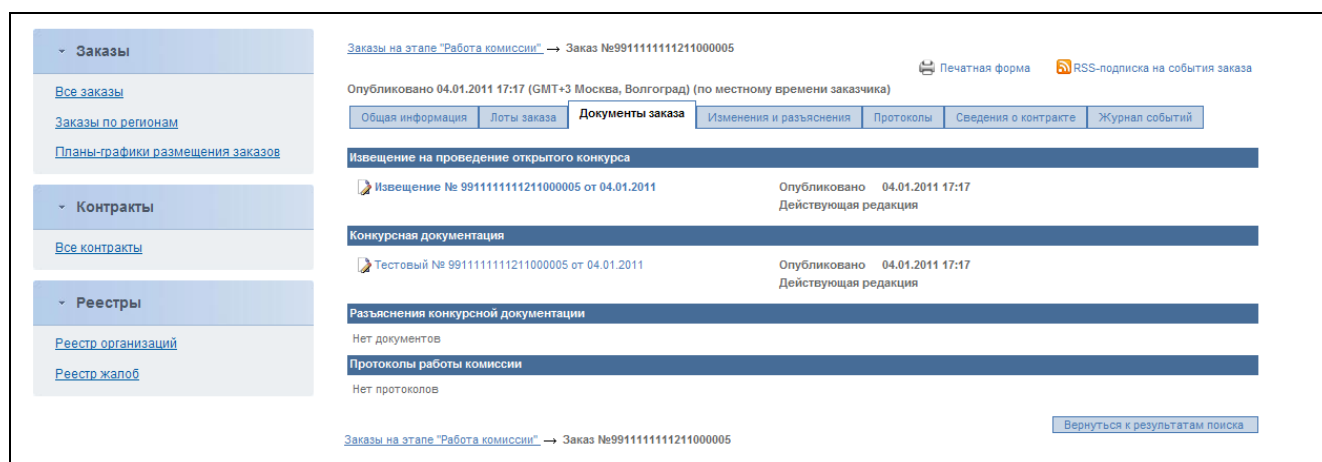 Заказы
Все заказы
Заказы по регионам
Планы-графики размещения заказов
Контракты
Все контракты
Реестры
Реестр организаций
Реестр жалоб
Заказы на этапе "Работа комиссии" → Заказ №9911111111211000005
Печатная форма RSS-подписка на события заказа
Опубликовано 04.01.2011 17:17 (GMT+3 Москва, Волгоград) (по местному времени заказчика)
Общая информация Лоты заказа Документы заказа Изменения и разъяснения Протоколы Сведения о контракте Журнал событий
Извещение на проведение открытого конкурса
Извещение № 9911111111211000005 от 04.01.2011 Опубликовано 04.01.2011 17:17
Действующая редакция
Конкурсная документация
Тестовый № 9911111111211000005 от 04.01.2011 Опубликовано 04.01.2011 17:17
Действующая редакция
Разъяснения конкурсной документации
Нет документов
Протоколы работы комиссии
Нет протоколов
Вернуться к результатам поиска
Заказы на этапе "Работа комиссии" → Заказ №9911111111211000005